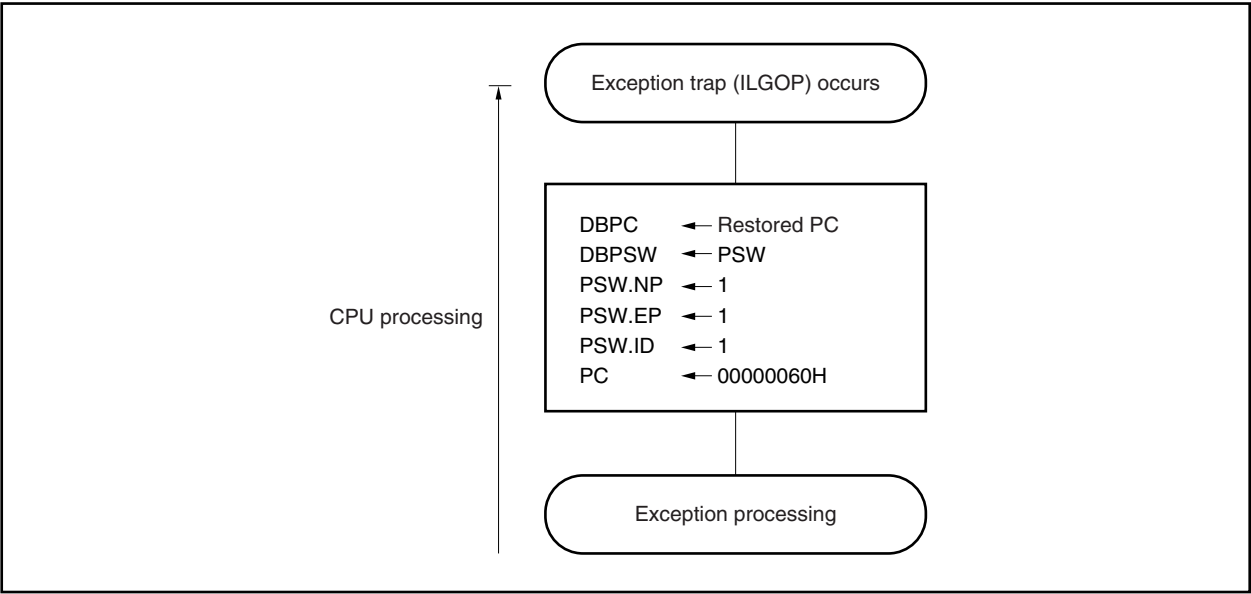 Exception trap (ILGOP) occurs
DBPC ← Restored PC
DBPSW ← PSW
PSW.NP ← 1
PSW.EP ← 1
PSW.ID ← 1
PC ← 00000060H
CPU processing
Exception processing